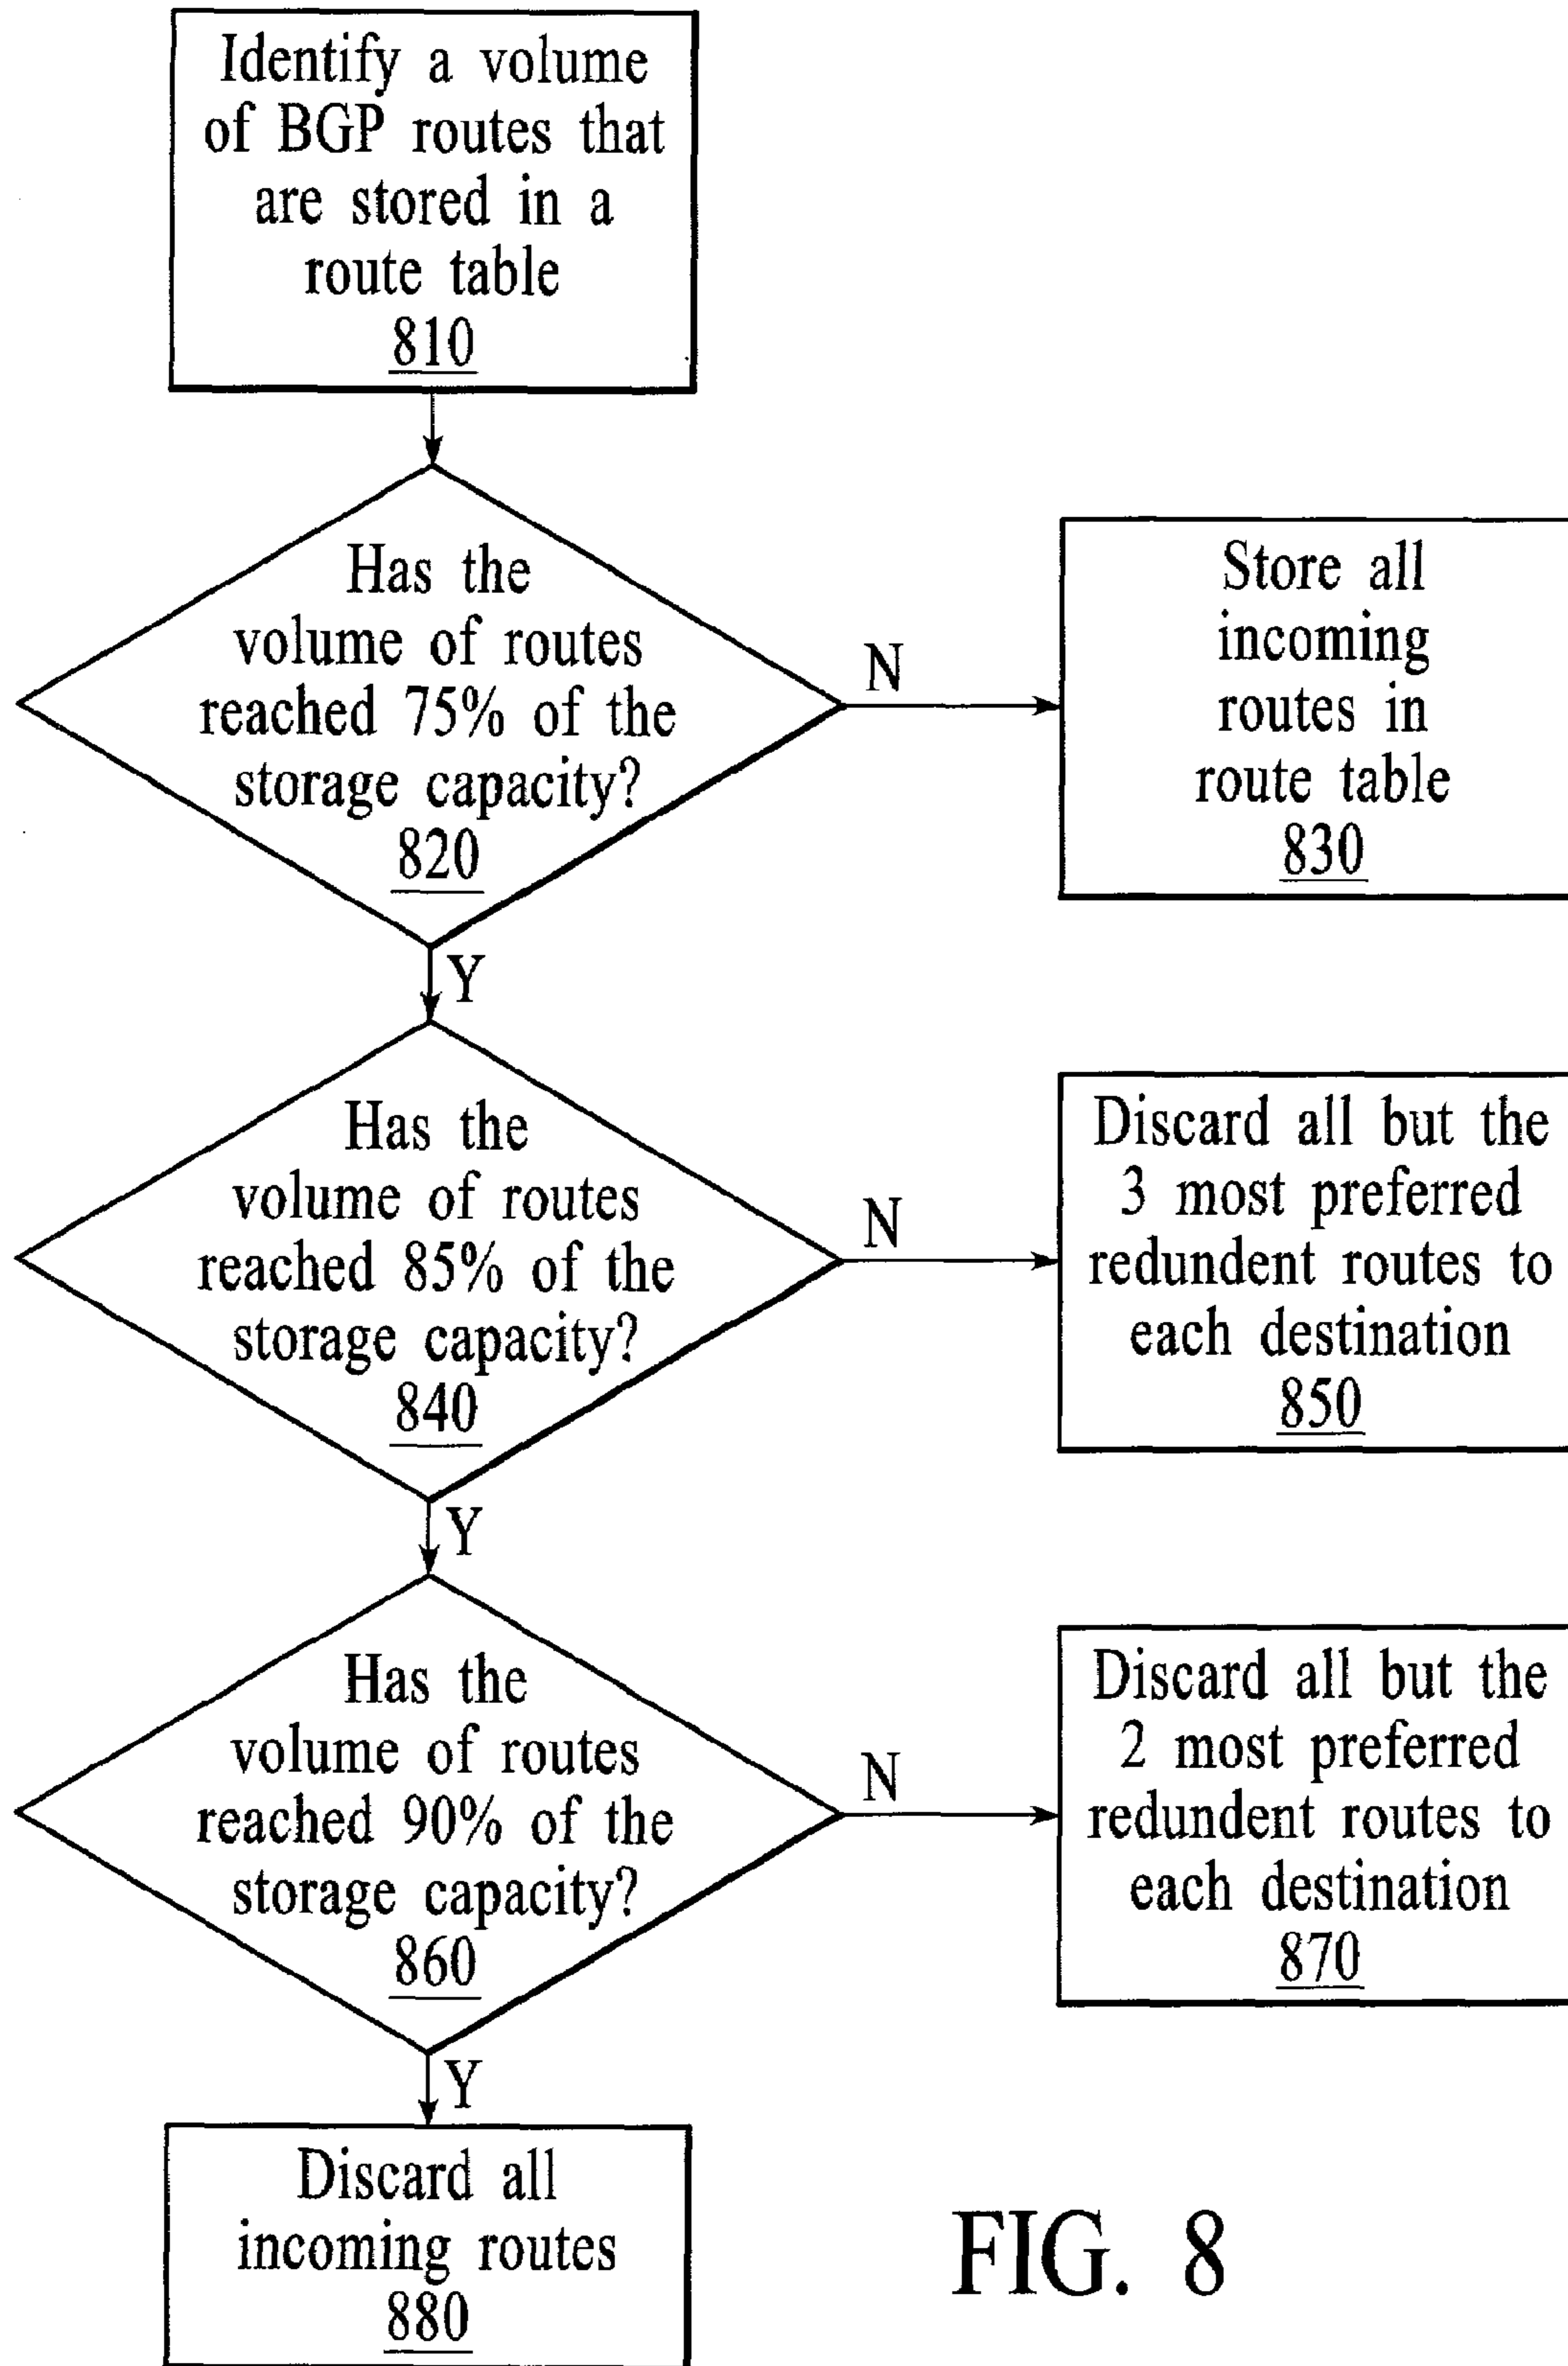 Identify a volume
of BGP routes that
are stored in a
route table
810
Has the
volume of routes
reached 75% of the
storage capacity?
820
N
Store all
incoming
routes in
route table
830
Y
Has the
volume of routes
reached 85% of the
storage capacity?
840
N
Discard all but the
3 most preferred
redundent routes to
each destination
850
Y
Has the
volume of routes
reached 90% of the
storage capacity?
860
N
Discard all but the
2 most preferred
redundent routes to
each destination
870
Y
Discard all
incoming routes
880
FIG. 8